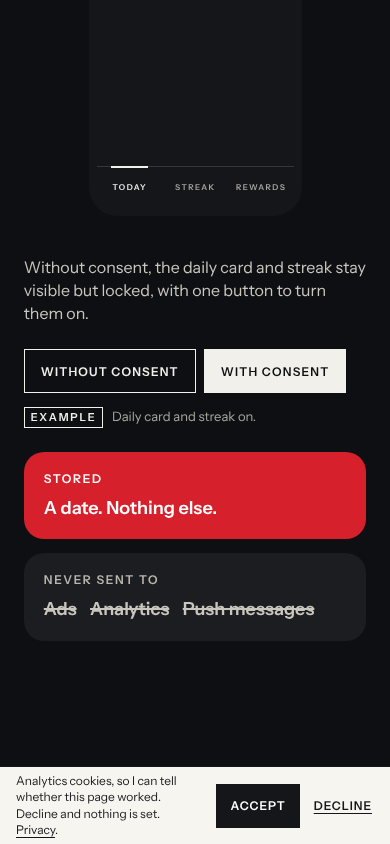 TODAY STREAK REWARDS
Without consent, the daily card and streak stay
visible but locked, with one button to turn
them on.
WITHOUT CONSENT WITH CONSENT
EXAMPLE Daily card and streak on.
STORED
A date. Nothing else.
NEVER SENT TO
Ads Analytics Push messages
Analytics cookies, so I can tell
whether this page worked.
Decline and nothing is set.
Privacy.
ACCEPT DECLINE